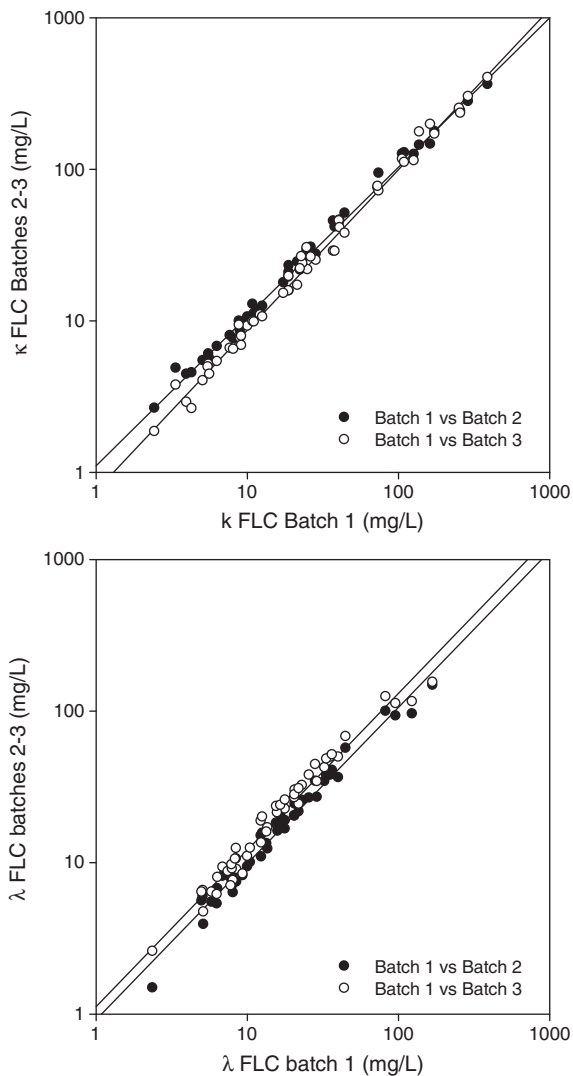 1000
100
10
1
κ FLC Batches 2-3 (mg/L)
Batch 1 vs Batch 2
Batch 1 vs Batch 3
1 10 100 1000
k FLC Batch 1 (mg/L)
1000
100
10
1
λ FLC batches 2-3 (mg/L)
Batch 1 vs Batch 2
Batch 1 vs Batch 3
1 10 100 1000
λ FLC batch 1 (mg/L)